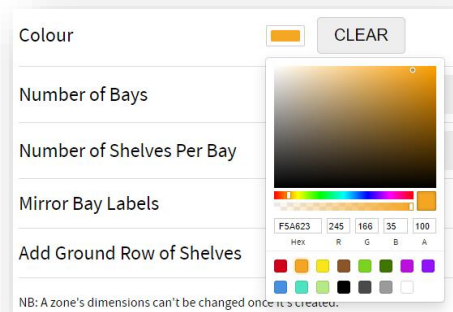 Colour
CLEAR
Number of Bays
Number of Shelves Per Bay
Mirror Bay Labels
F5A623 245 166 35 100
Hex R G B A
Add Ground Row of Shelves
NB: A zone's dimensions can't be changed once it's created.